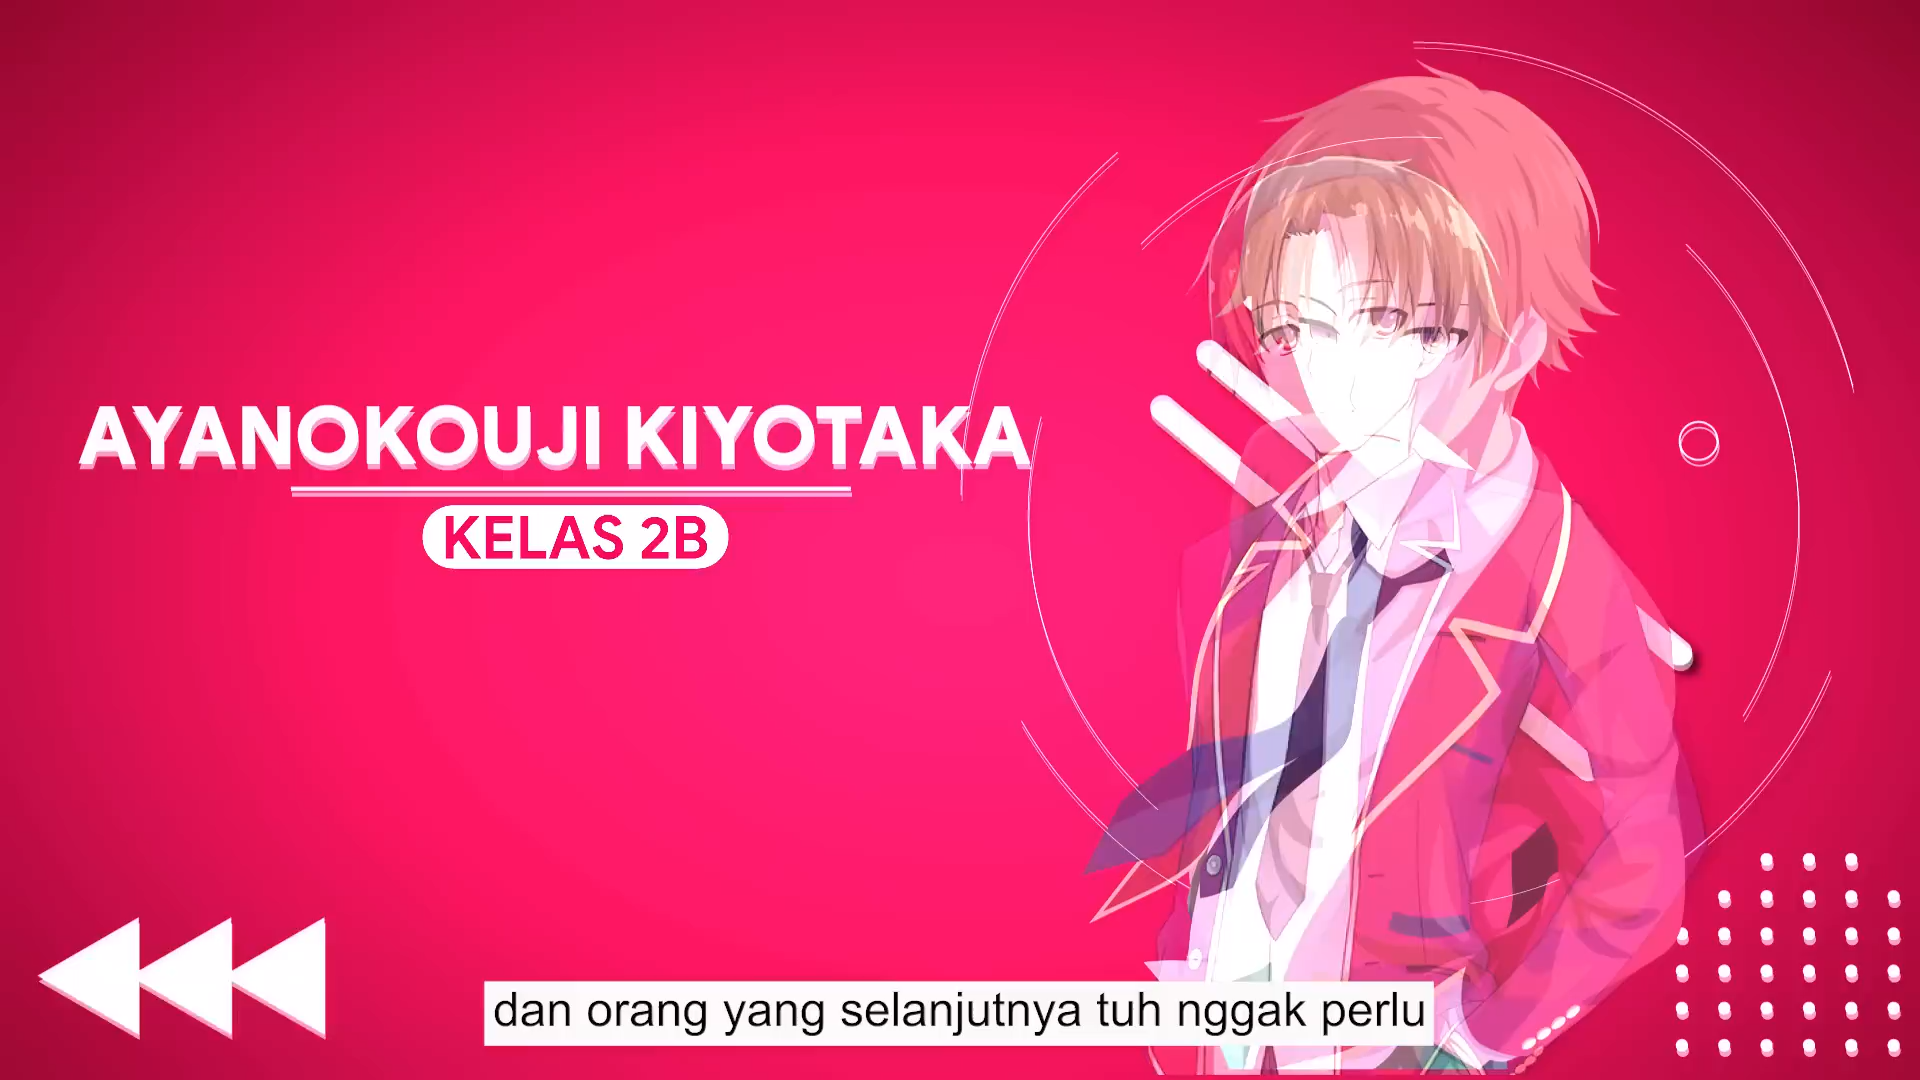 AYANOKOUJI KIYOTAKA
KELAS 2B
dan orang yang selanjutnya tuh nggak perlu